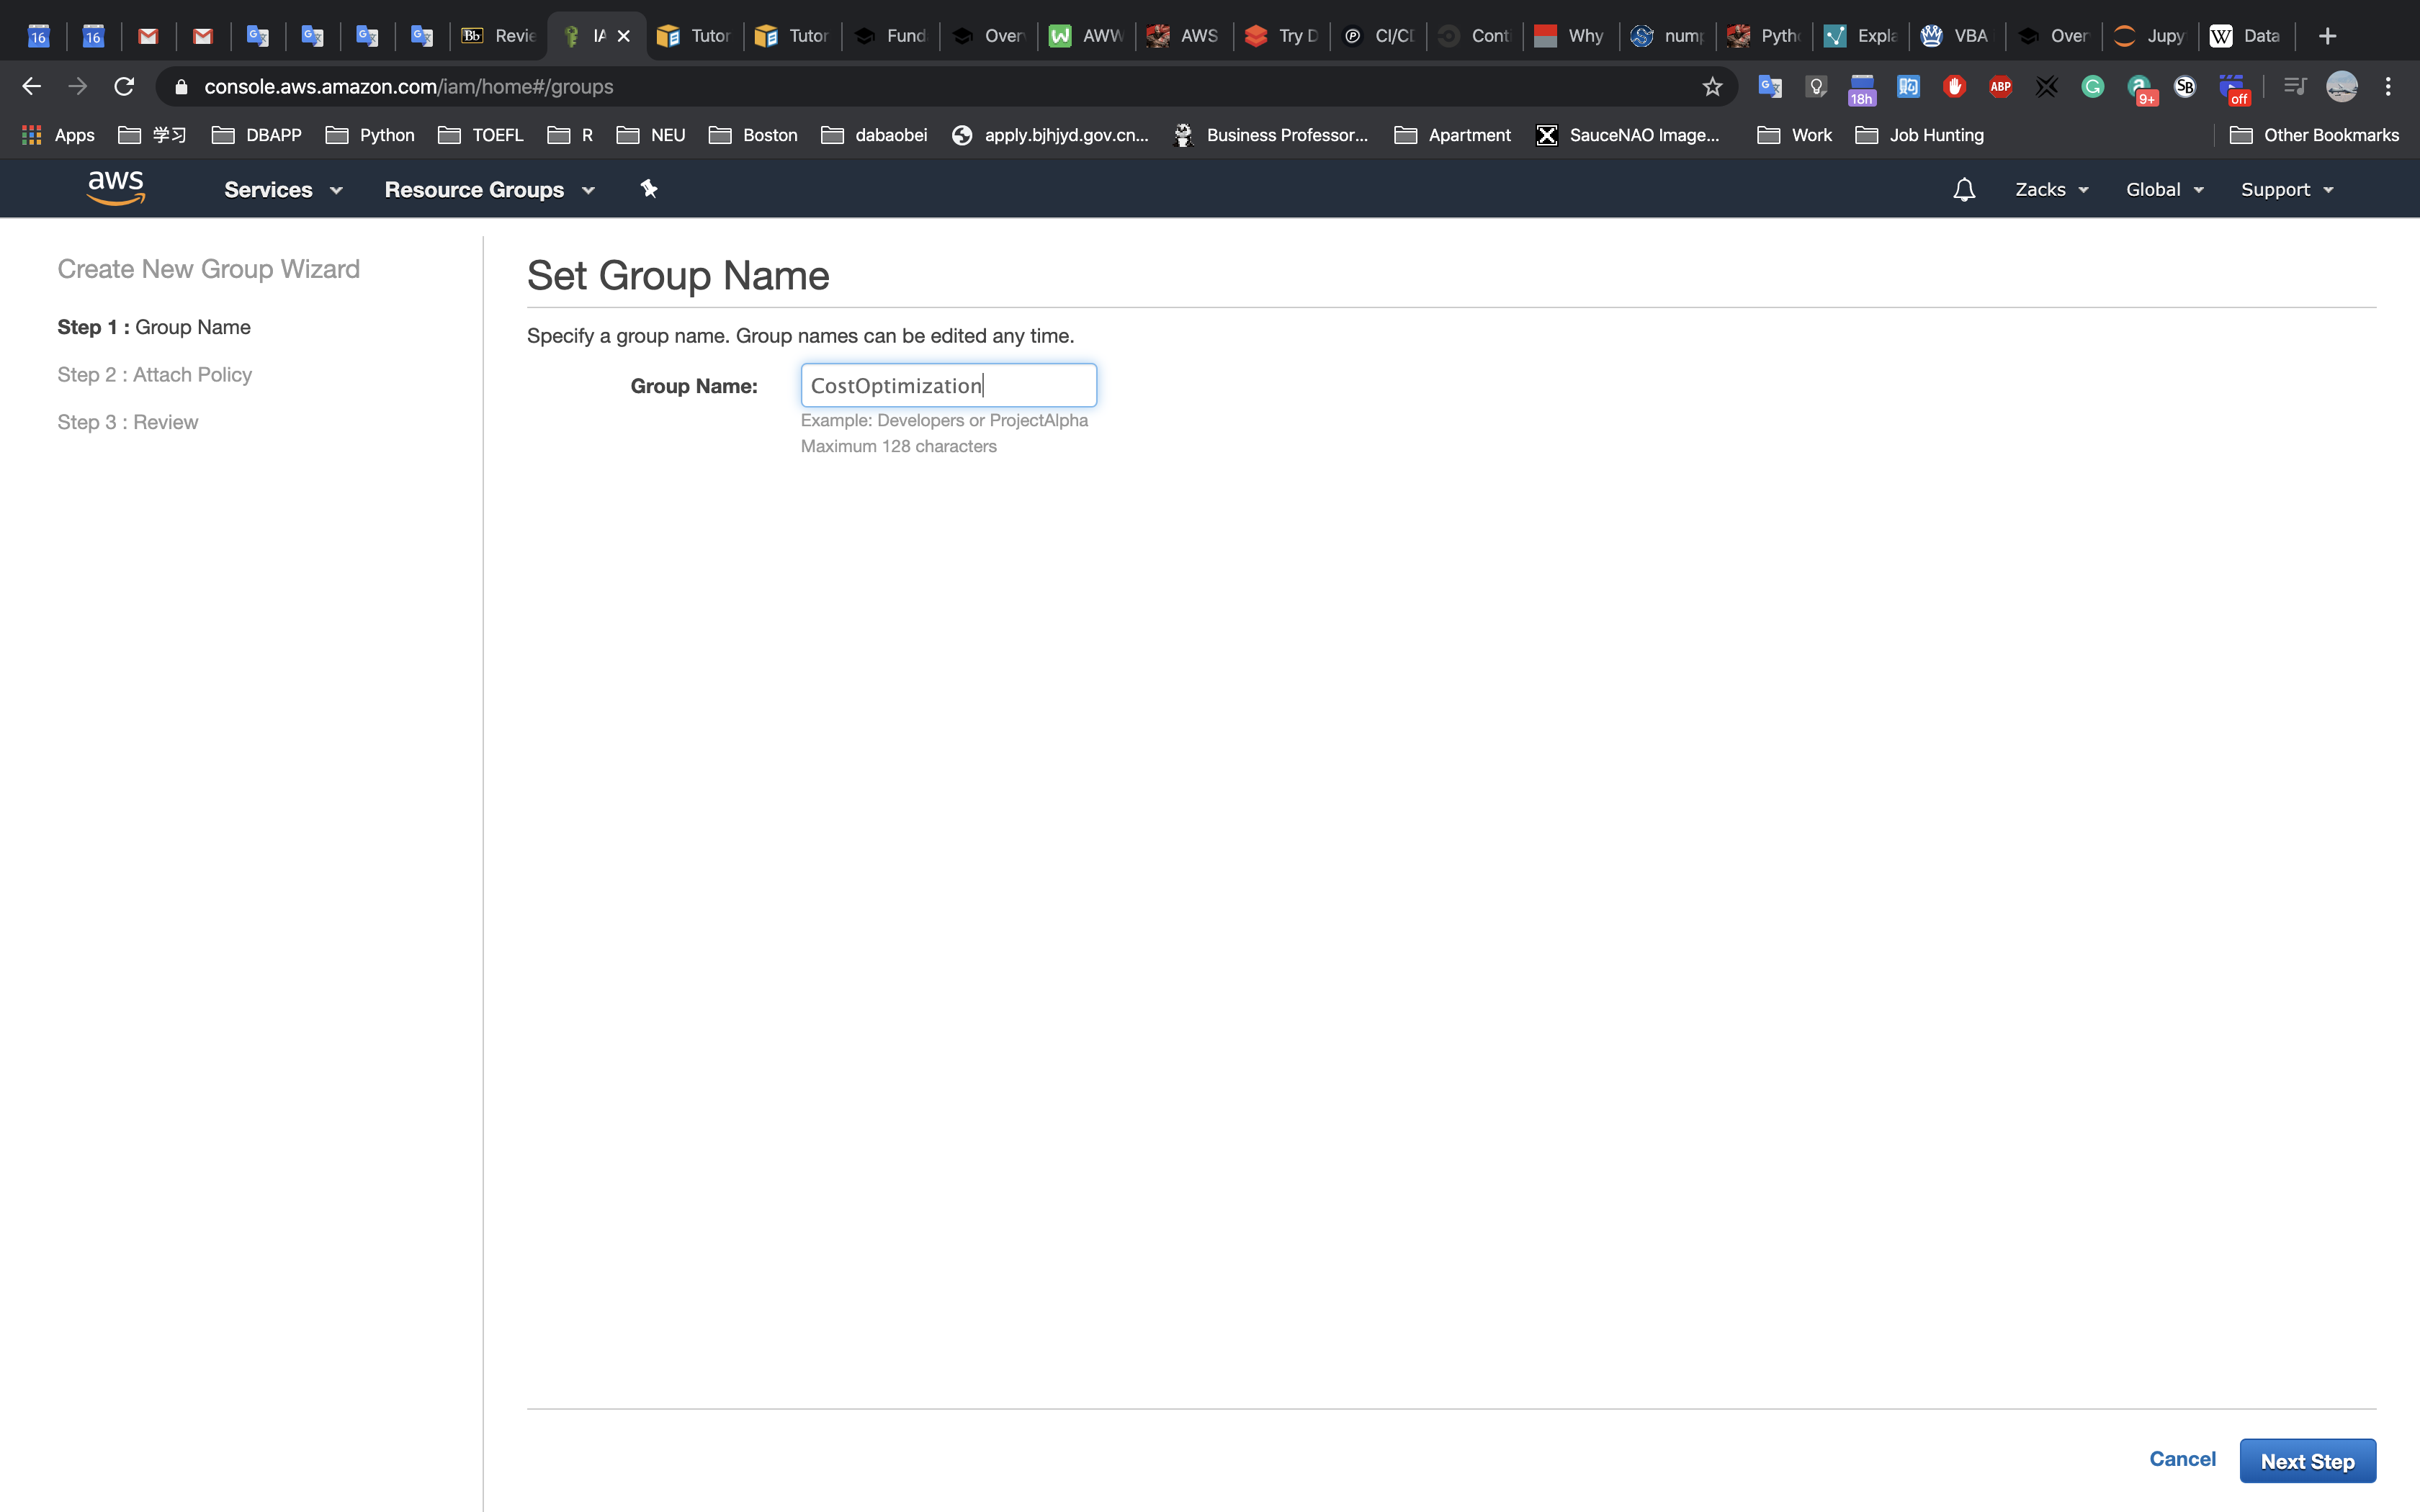 16 16 Revie IA Tutor Tutor Fund Over AWW AWS Try D CI/CD Cont Why nump Pytho Expla VBA Over Jupy Data
console.aws.amazon.com/iam/home#/groups
18h ABP 9+ SB off
Apps 学习 DBAPP Python TOEFL R NEU Boston dabaobei apply.bjhjyd.gov.cn... Business Professor... Apartment SauceNAO Image... Work Job Hunting Other Bookmarks
aws Services Resource Groups Zacks Global Support
Create New Group Wizard
Step 1 : Group Name
Step 2 : Attach Policy
Step 3 : Review
Set Group Name
Specify a group name. Group names can be edited any time.
Group Name: CostOptimization
Example: Developers or ProjectAlpha
Maximum 128 characters
Cancel Next Step